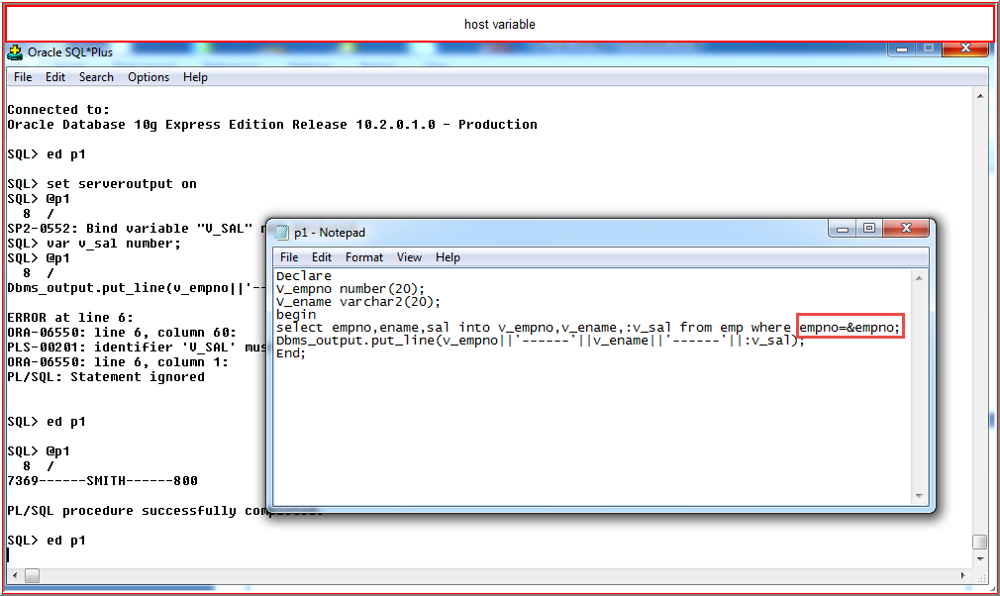 host variable
Oracle SQL*Plus
File Edit Search Options Help
Connected to:
Oracle Database 10g Express Edition Release 10.2.0.1.0 - Production
SQL> ed p1
SQL> set serveroutput on
SQL> @p1
8 /
SP2-0552: Bind variable "V_SAL"
SQL> var v_sal number;
SQL> @p1
8 /
Dbms_output.put_line(v_empno||'--
ERROR at line 6:
ORA-06550: line 6, column 60:
PLS-00201: identifier 'V_SAL' mus
ORA-06550: line 6, column 1:
PL/SQL: Statement ignored
SQL> ed p1
SQL> @p1
8 /
7369------SMITH------800
PL/SQL procedure successfully completed.
SQL> ed p1
p1 - Notepad
File Edit Format View Help
Declare
V_empno number(20);
V_ename varchar2(20);
begin
select empno,ename,sal into v_empno,v_ename,:v_sal from emp where empno=&empno;
Dbms_output.put_line(v_empno||'------'||v_ename||'------'||:v_sal);
End;